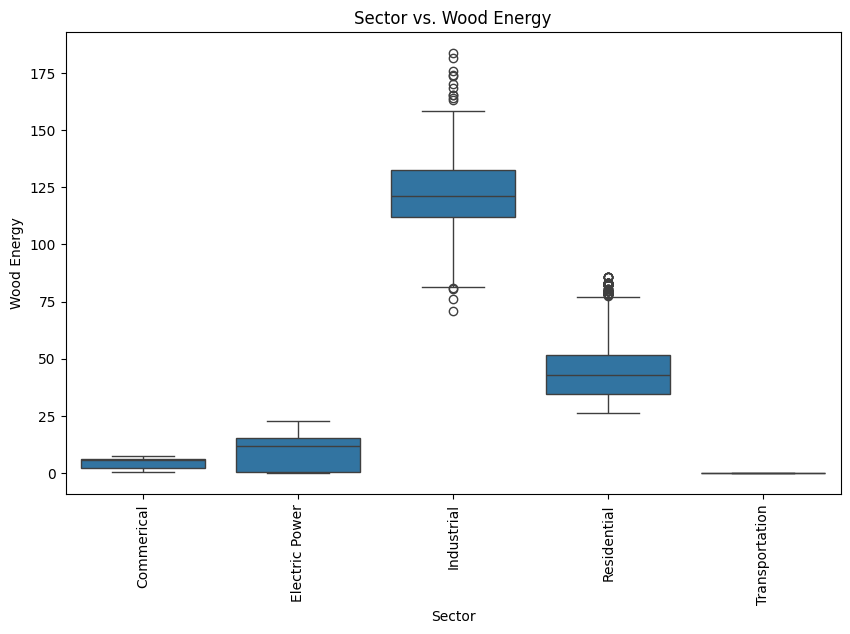 Sector vs. Wood Energy
175
150
125
100
75
50
25
0
Wood Energy
Commerical
Electric Power
Industrial
Residential
Transportation
Sector